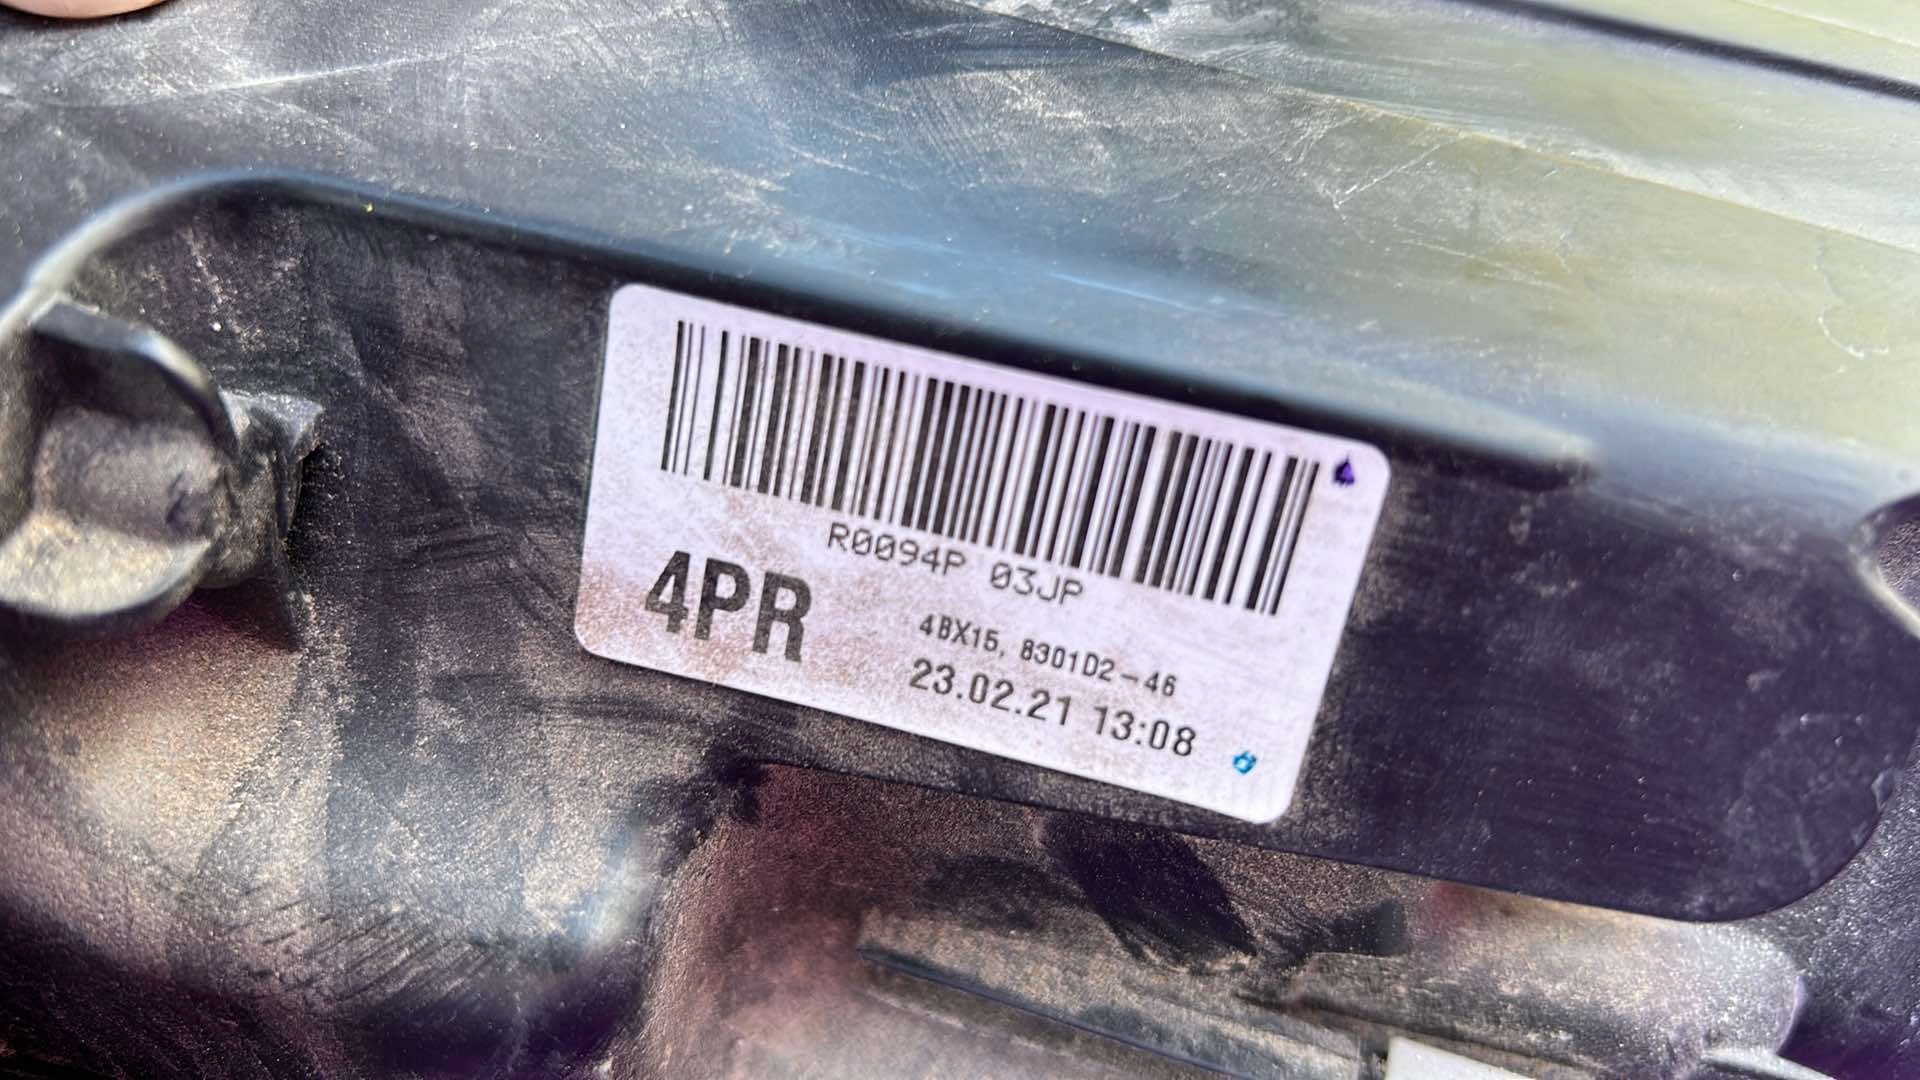 R0094P 03JP
4PR
4BX15, 8301D2-46
23.02.21 13:08